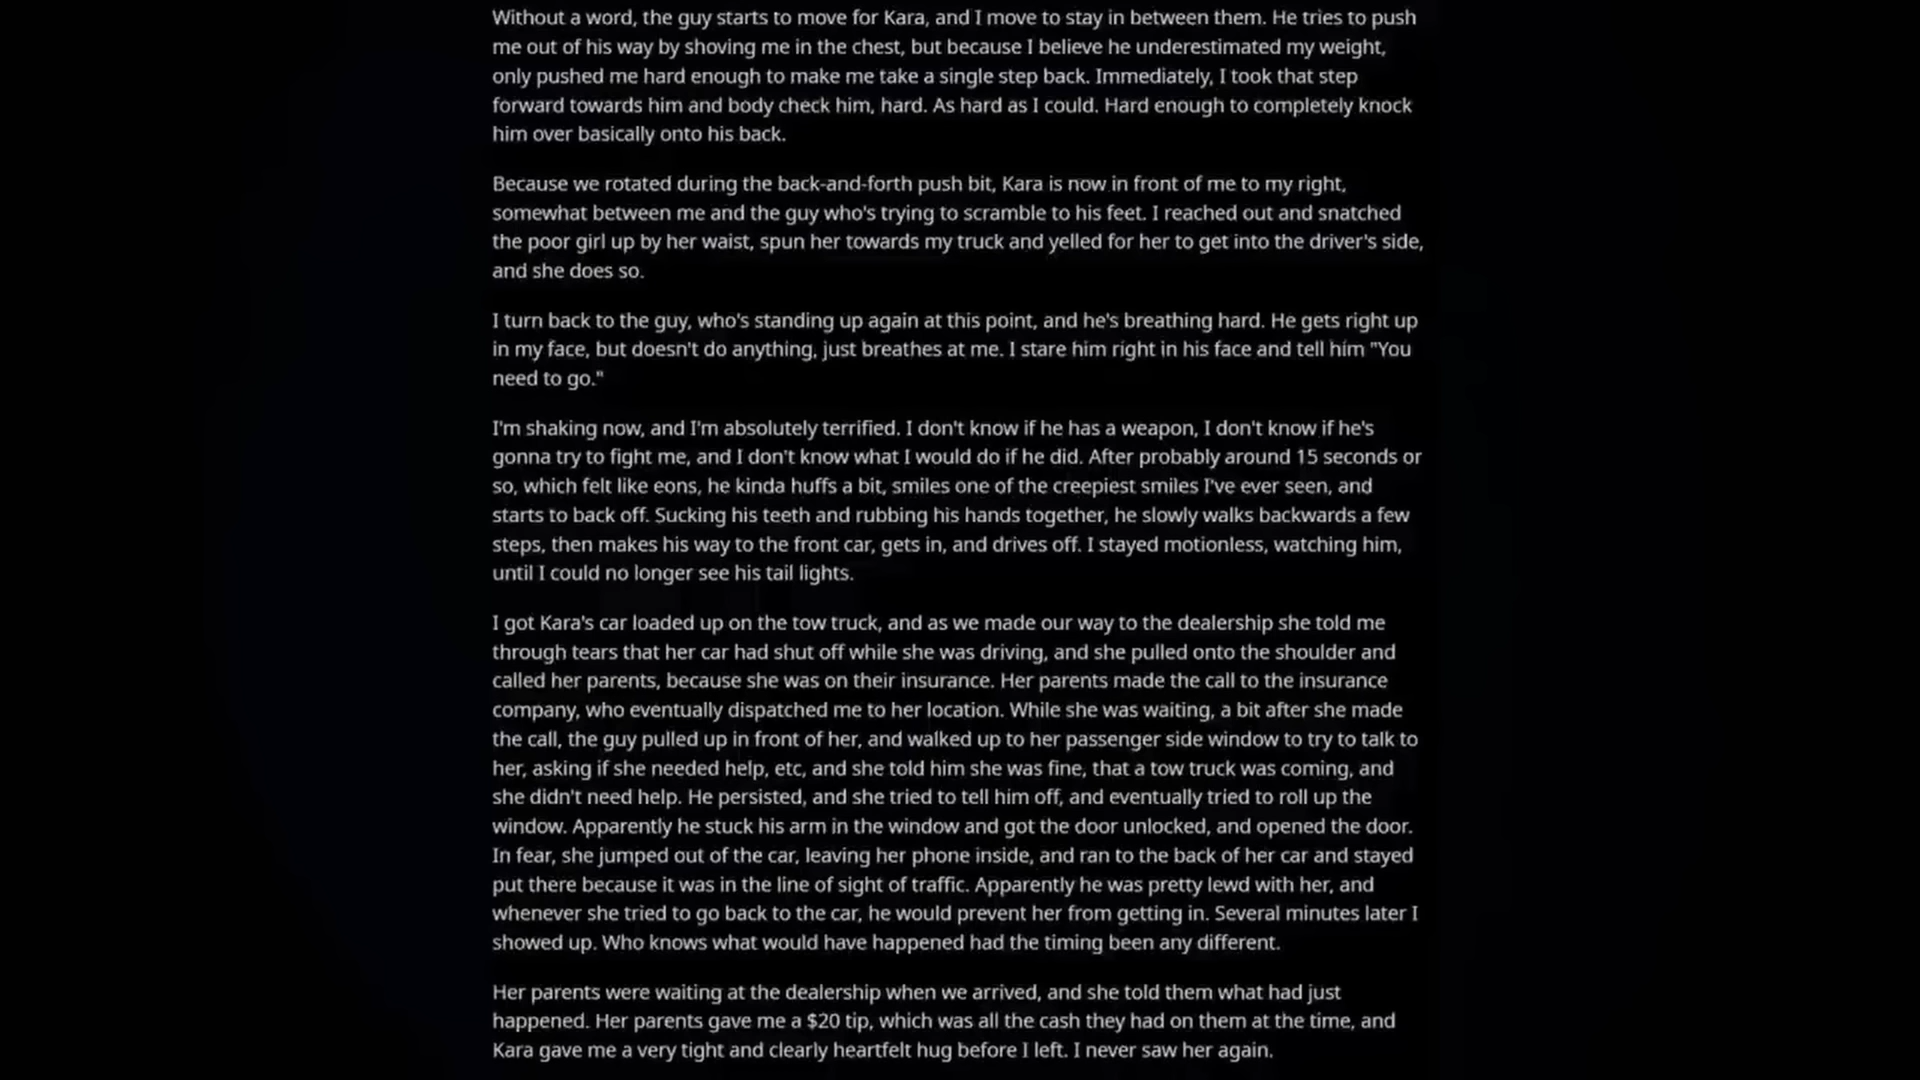 Without a word, the guy starts to move for Kara, and I move to stay in between them. He tries to push
me out of his way by shoving me in the chest, but because I believe he underestimated my weight,
only pushed me hard enough to make me take a single step back. Immediately, I took that step
forward towards him and body check him, hard. As hard as I could. Hard enough to completely knock
him over basically onto his back.
Because we rotated during the back-and-forth push bit, Kara is now in front of me to my right,
somewhat between me and the guy who's trying to scramble to his feet. I reached out and snatched
the poor girl up by her waist, spun her towards my truck and yelled for her to get into the driver's side,
and she does so.
I turn back to the guy, who's standing up again at this point, and he's breathing hard. He gets right up
in my face, but doesn't do anything, just breathes at me. I stare him right in his face and tell him "You
need to go."
I'm shaking now, and I'm absolutely terrified. I don't know if he has a weapon, I don't know if he's
gonna try to fight me, and I don't know what I would do if he did. After probably around 15 seconds or
so, which felt like eons, he kinda huffs a bit, smiles one of the creepiest smiles I've ever seen, and
starts to back off. Sucking his teeth and rubbing his hands together, he slowly walks backwards a few
steps, then makes his way to the front car, gets in, and drives off. I stayed motionless, watching him,
until I could no longer see his tail lights.
I got Kara's car loaded up on the tow truck, and as we made our way to the dealership she told me
through tears that her car had shut off while she was driving, and she pulled onto the shoulder and
called her parents, because she was on their insurance. Her parents made the call to the insurance
company, who eventually dispatched me to her location. While she was waiting, a bit after she made
the call, the guy pulled up in front of her, and walked up to her passenger side window to try to talk to
her, asking if she needed help, etc, and she told him she was fine, that a tow truck was coming, and
she didn't need help. He persisted, and she tried to tell him off, and eventually tried to roll up the
window. Apparently he stuck his arm in the window and got the door unlocked, and opened the door.
In fear, she jumped out of the car, leaving her phone inside, and ran to the back of her car and stayed
put there because it was in the line of sight of traffic. Apparently he was pretty lewd with her, and
whenever she tried to go back to the car, he would prevent her from getting in. Several minutes later I
showed up. Who knows what would have happened had the timing been any different.
Her parents were waiting at the dealership when we arrived, and she told them what had just
happened. Her parents gave me a $20 tip, which was all the cash they had on them at the time, and
Kara gave me a very tight and clearly heartfelt hug before I left. I never saw her again.